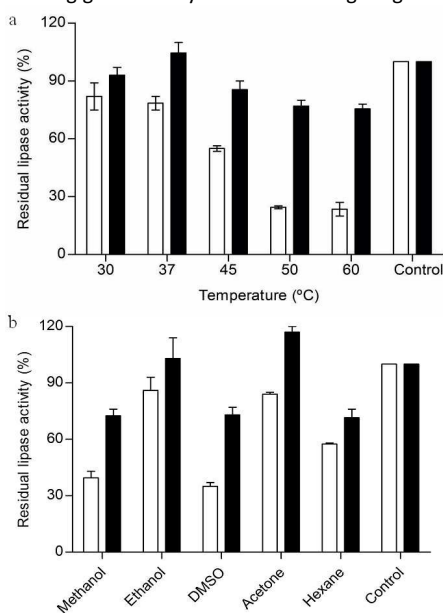 a
120
90
60
30
0
Residual lipase activity (%)
30 37 45 50 60 Control
Temperature (ºC)
b
120
90
60
30
0
Residual lipase activity (%)
Methanol Ethanol DMSO Acetone Hexane Control